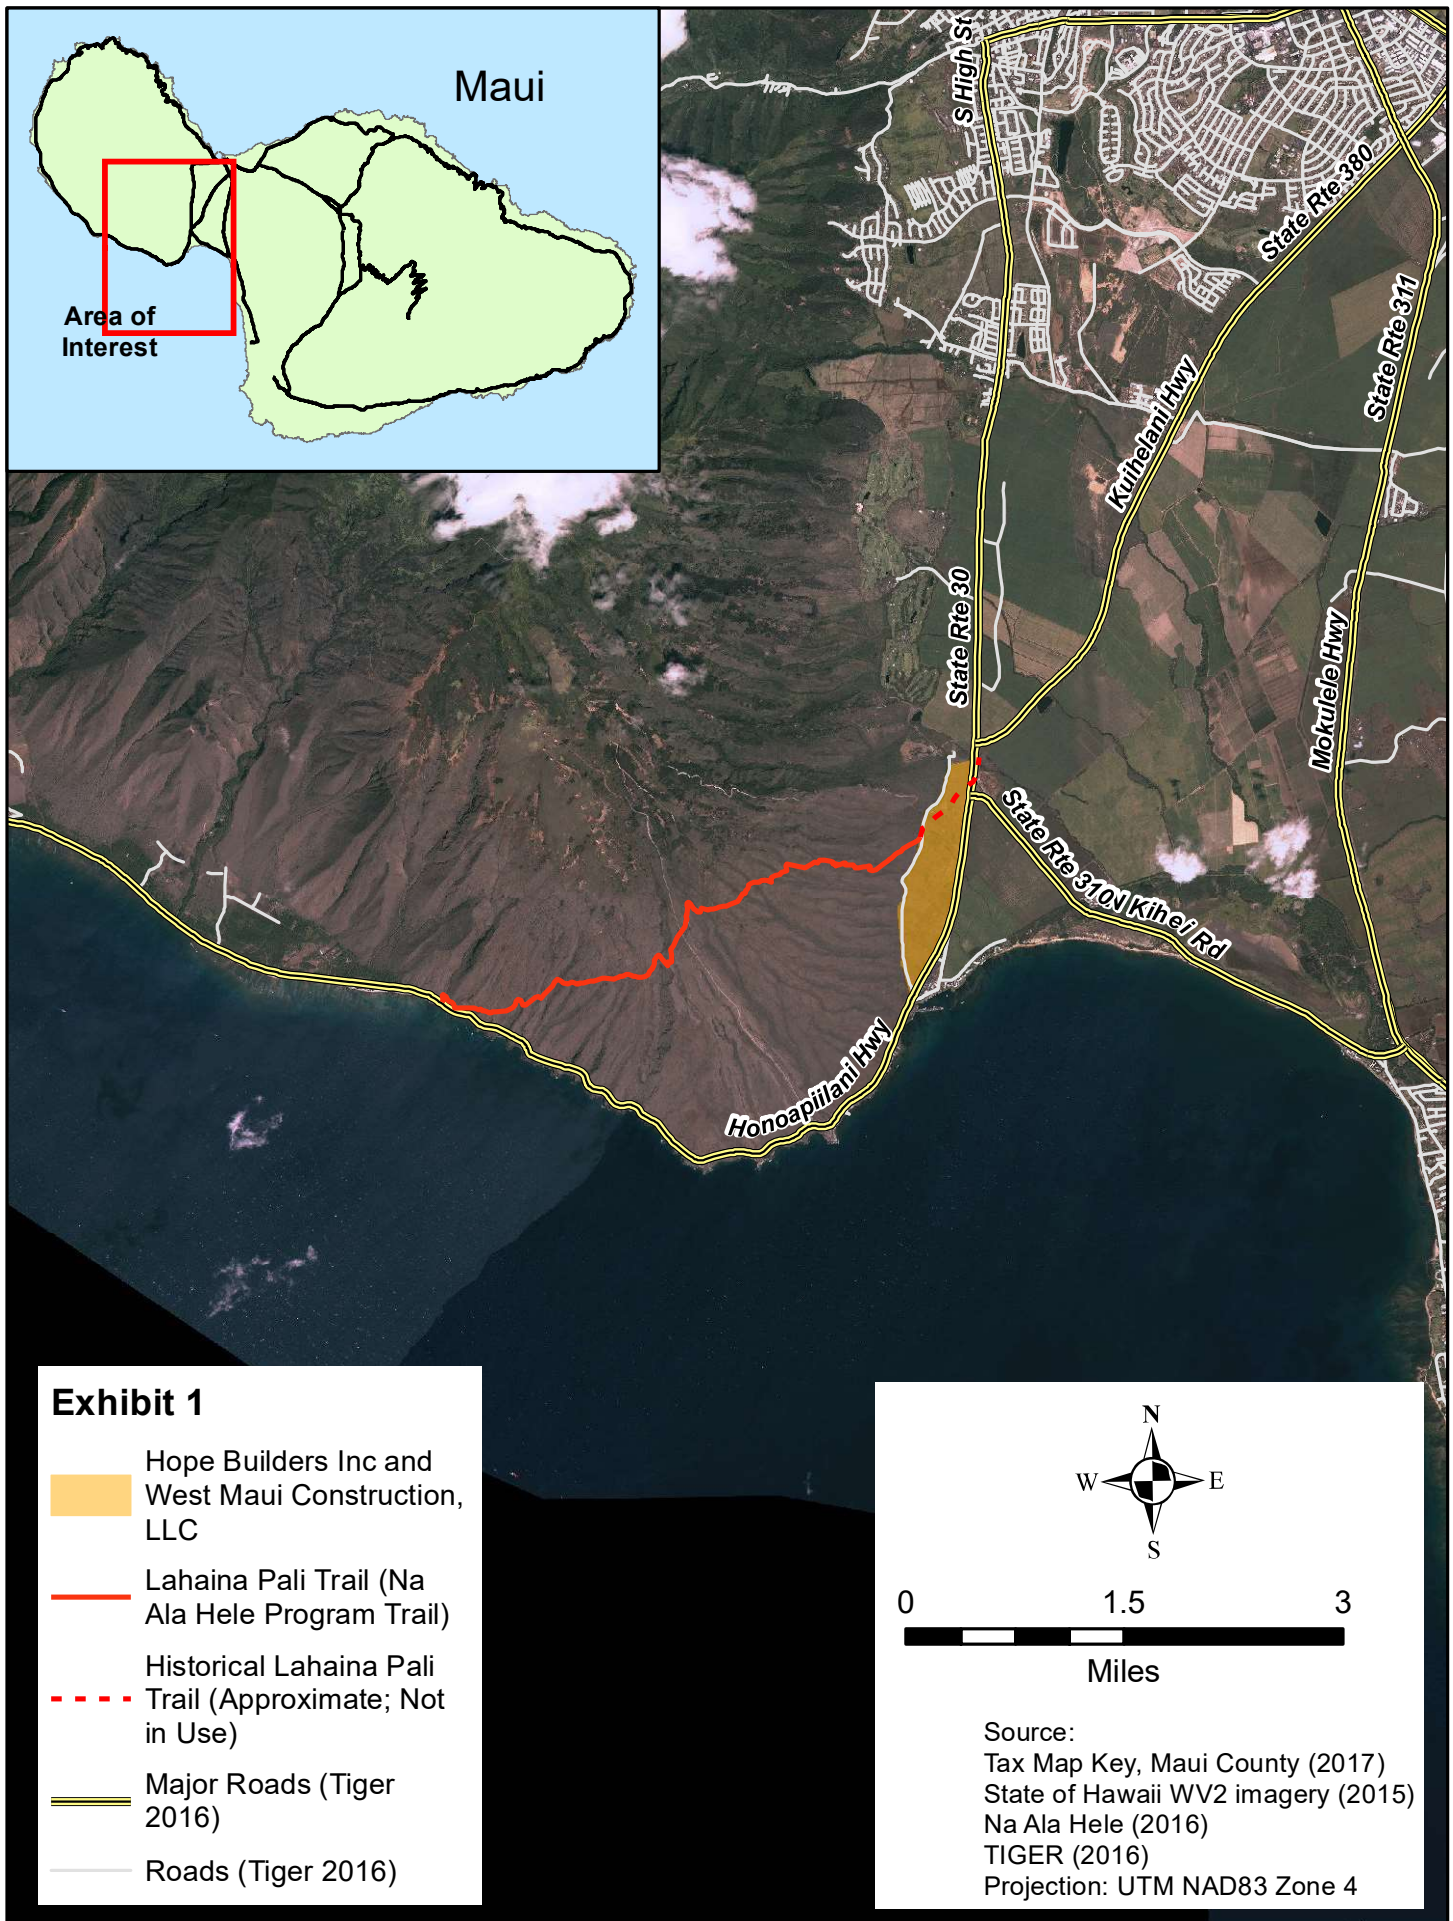 Maui
Area of
Interest
S High St
State Rte 380
State Rte 311
Kuihelani Hwy
State Rte 30
Mokulele Hwy
State Rte 310
N Kihei Rd
Honoapiilani Hwy
Exhibit 1
Hope Builders Inc and
West Maui Construction,
LLC
Lahaina Pali Trail (Na
Ala Hele Program Trail)
Historical Lahaina Pali
Trail (Approximate; Not
in Use)
Major Roads (Tiger
2016)
Roads (Tiger 2016)
N
W E
S
0 1.5 3
Miles
Source:
Tax Map Key, Maui County (2017)
State of Hawaii WV2 imagery (2015)
Na Ala Hele (2016)
TIGER (2016)
Projection: UTM NAD83 Zone 4